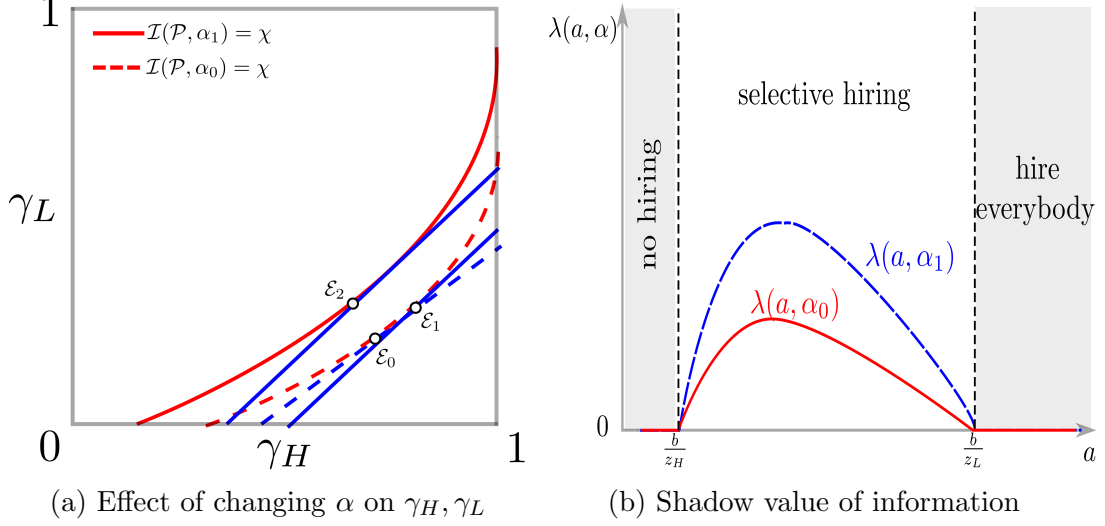 1
𝓘(𝒫, α₁) = χ
𝓘(𝒫, α₀) = χ
γ_L
ℰ₂
ℰ₁
ℰ₀
0
γ_H
1
(a) Effect of changing α on γ_H, γ_L
λ(a, α)
selective hiring
no hiring
hire
everybody
λ(a, α₁)
λ(a, α₀)
0
b/z_H
b/z_L
a
(b) Shadow value of information